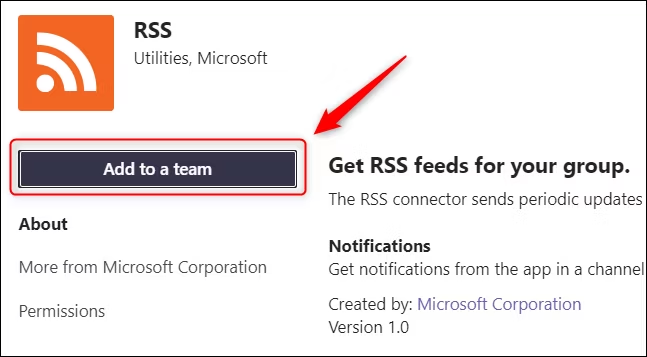 RSS
Utilities, Microsoft
Add to a team
About
More from Microsoft Corporation
Permissions
Get RSS feeds for your group.
The RSS connector sends periodic updates
Notifications
Get notifications from the app in a channel
Created by: Microsoft Corporation
Version 1.0